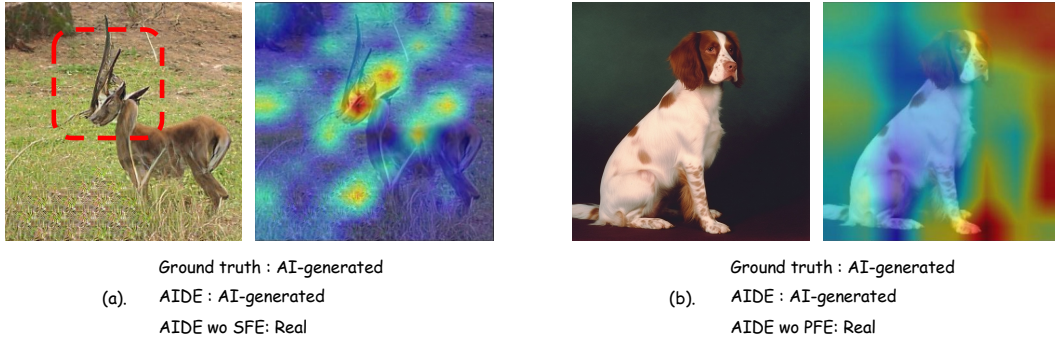 Ground truth : AI-generated
(a). AIDE : AI-generated
AIDE wo SFE: Real
Ground truth : AI-generated
(b). AIDE : AI-generated
AIDE wo PFE: Real